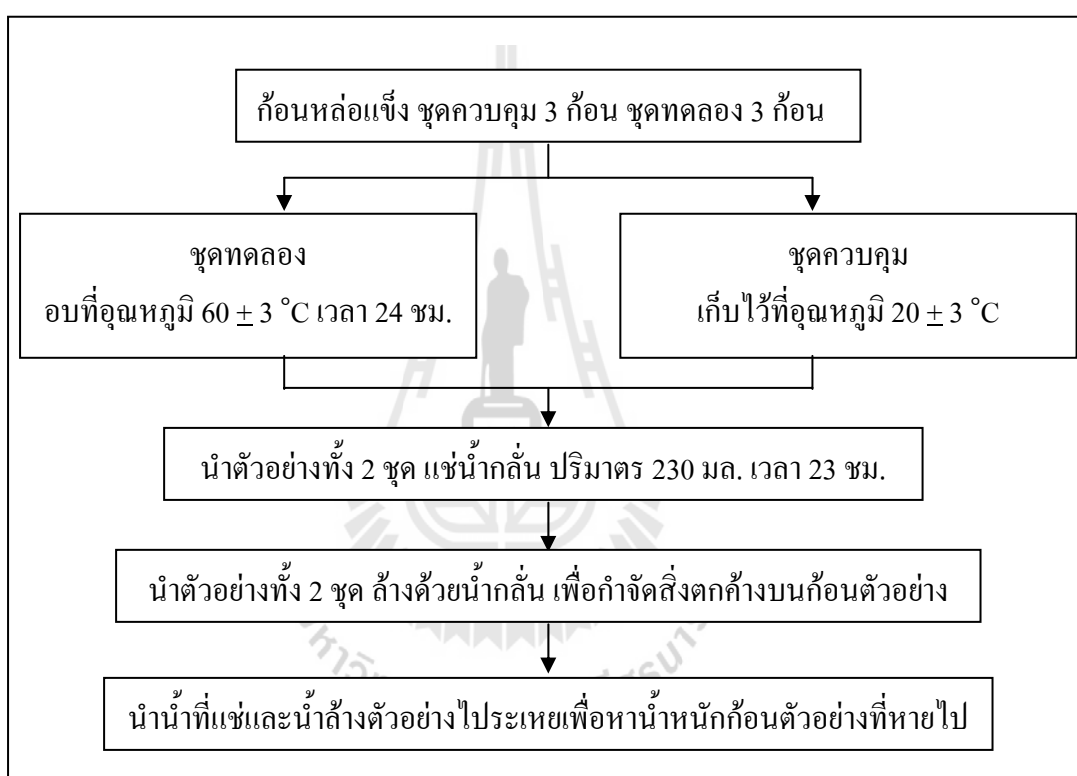 ก้อนหล่อแข็ง ชุดควบคุม 3 ก้อน ชุดทดลอง 3 ก้อน
ชุดทดลอง
อบที่อุณหภูมิ 60 ± 3 °C เวลา 24 ชม.
ชุดควบคุม
เก็บไว้ที่อุณหภูมิ 20 ± 3 °C
นำตัวอย่างทั้ง 2 ชุด แช่น้ำกลั่น ปริมาตร 230 มล. เวลา 23 ชม.
นำตัวอย่างทั้ง 2 ชุด ล้างด้วยน้ำกลั่น เพื่อกำจัดสิ่งตกค้างบนก้อนตัวอย่าง
นำน้ำที่แช่และน้ำล้างตัวอย่างไประเหยเพื่อหาน้ำหนักก้อนตัวอย่างที่หายไป